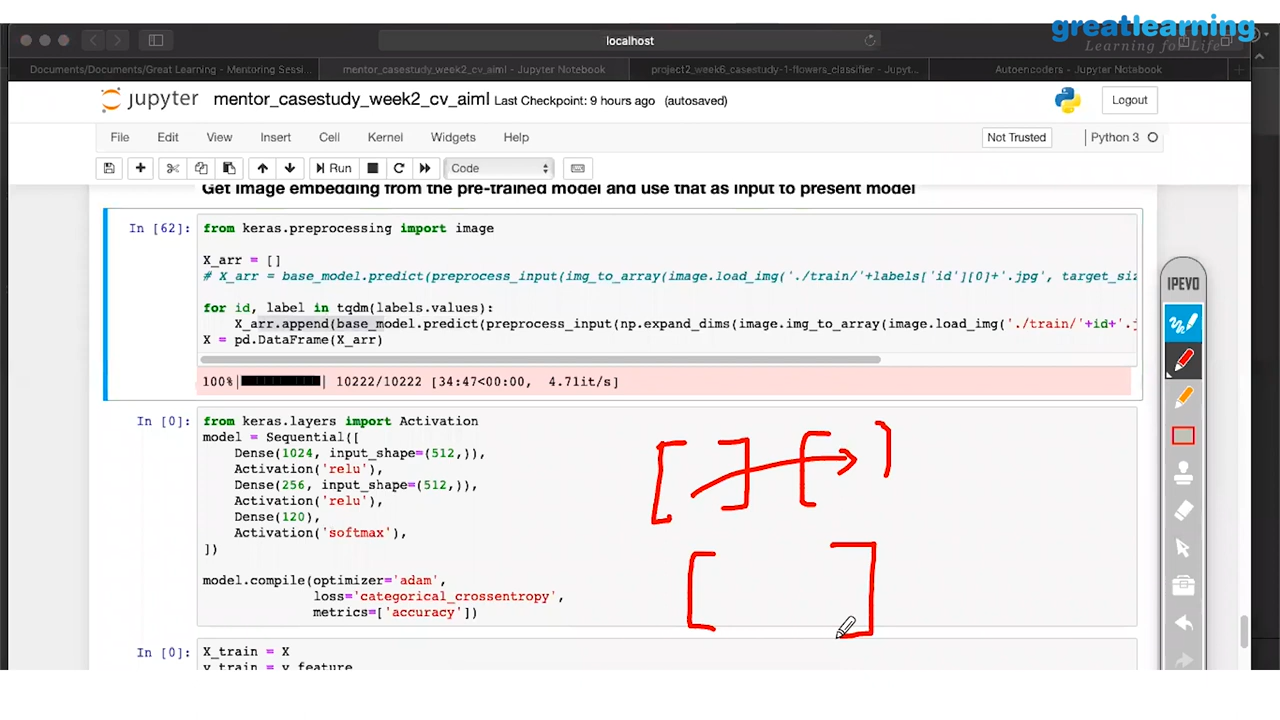 greatlearning
Learning for Life
localhost
Documents/Documents/Great Learning - Mentoring Sessi...
mentor_casestudy_week2_cv_aiml - Jupyter Notebook
project2_week6_casestudy-1-flowers_classifier - Jupyt...
Autoencoders - Jupyter Notebook
jupyter mentor_casestudy_week2_cv_aiml Last Checkpoint: 9 hours ago (autosaved)
Logout
File Edit View Insert Cell Kernel Widgets Help
Not Trusted
Python 3
Run
Code
Get image embedding from the pre-trained model and use that as input to present model
In [62]: from keras.preprocessing import image
X_arr = []
# X_arr = base_model.predict(preprocess_input(img_to_array(image.load_img('./train/'+labels['id'][0]+'.jpg', target_siz
for id, label in tqdm(labels.values):
X_arr.append(base_model.predict(preprocess_input(np.expand_dims(image.img_to_array(image.load_img('./train/'+id+'.j
X = pd.DataFrame(X_arr)
100%| | 10222/10222 [34:47<00:00, 4.71it/s]
In [0]: from keras.layers import Activation
model = Sequential([
Dense(1024, input_shape=(512,)),
Activation('relu'),
Dense(256, input_shape=(512,)),
Activation('relu'),
Dense(120),
Activation('softmax'),
])
model.compile(optimizer='adam',
loss='categorical_crossentropy',
metrics=['accuracy'])
In [0]: X_train = X
y_train = y_feature
IPEVO